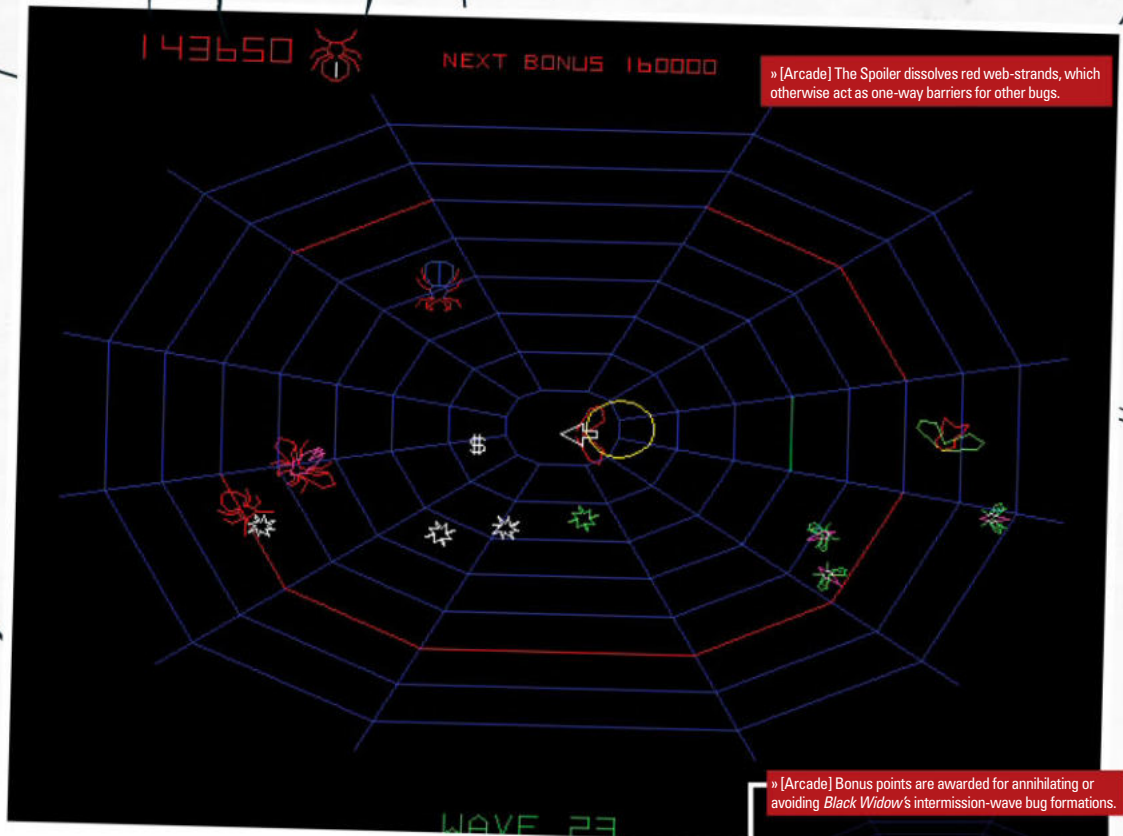 143650
NEXT BONUS 160000
» [Arcade] The Spoiler dissolves red web-strands, which
otherwise act as one-way barriers for other bugs.
$
» [Arcade] Bonus points are awarded for annihilating or
avoiding Black Widow's intermission-wave bug formations.
WAVE 23